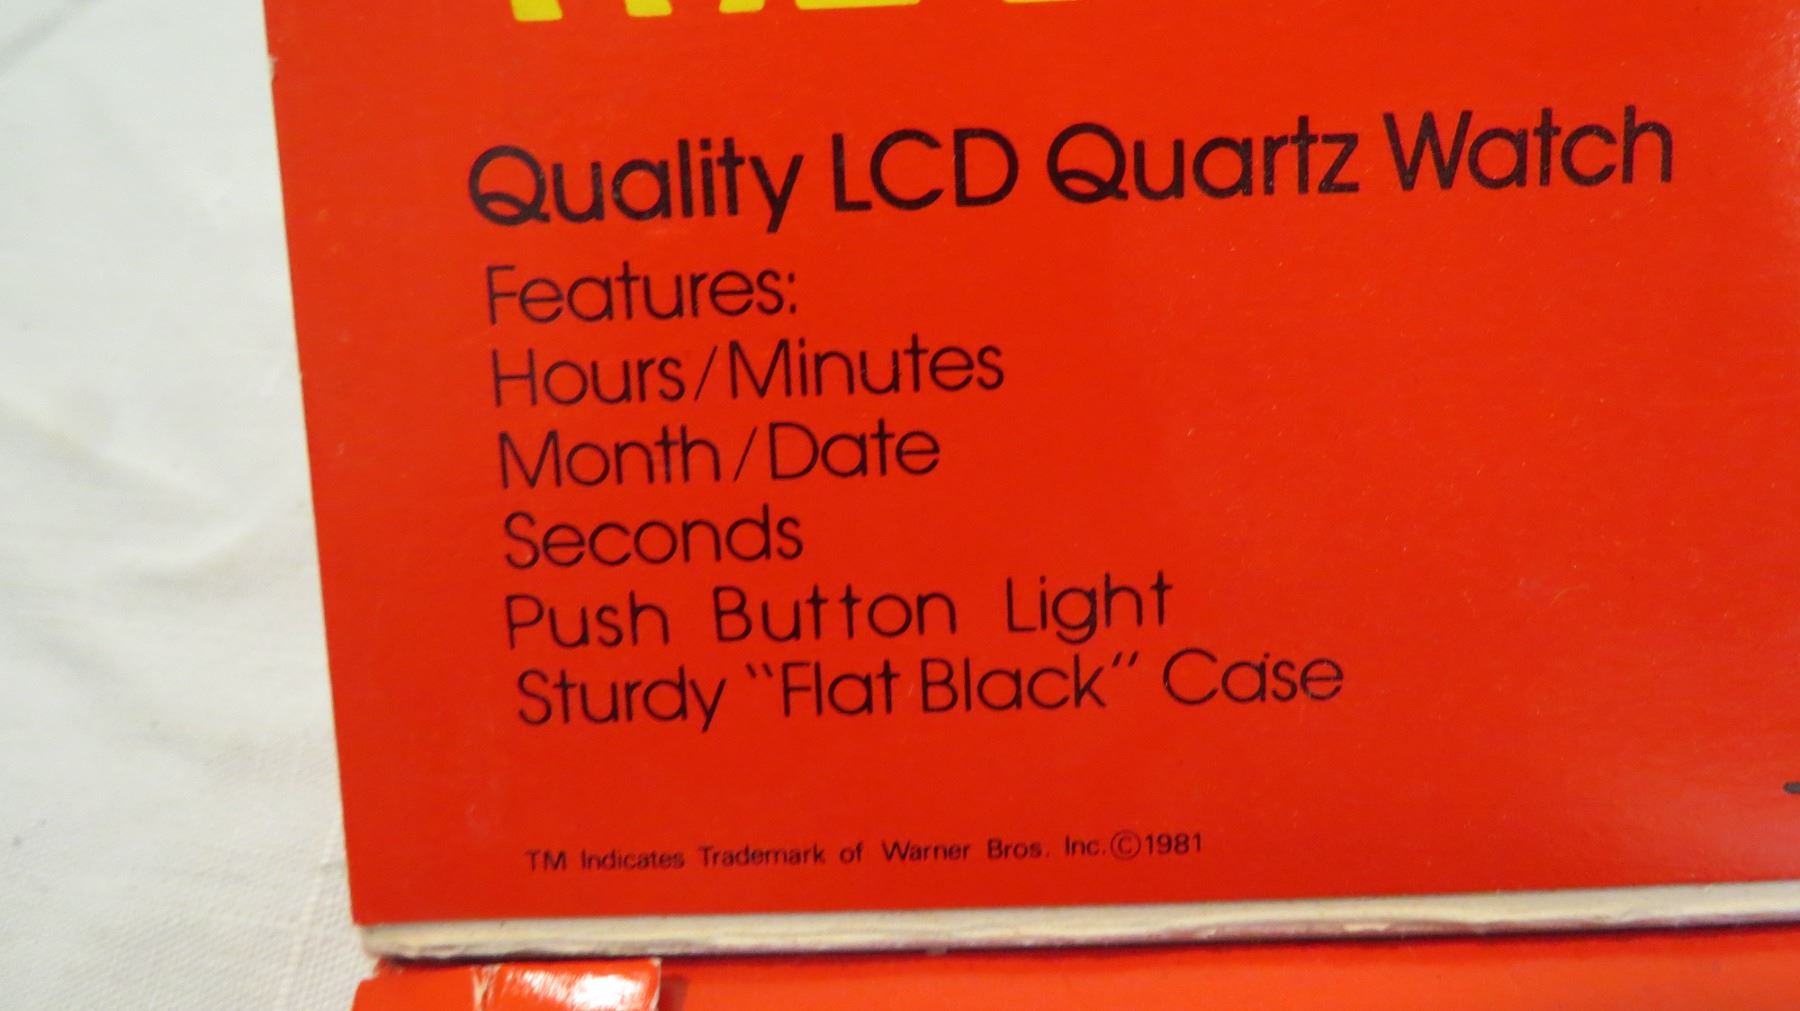 Quality LCD Quartz Watch
Features:
Hours/Minutes
Month/Date
Seconds
Push Button Light
Sturdy "Flat Black" Case
TM Indicates Trademark of Warner Bros. Inc.©1981